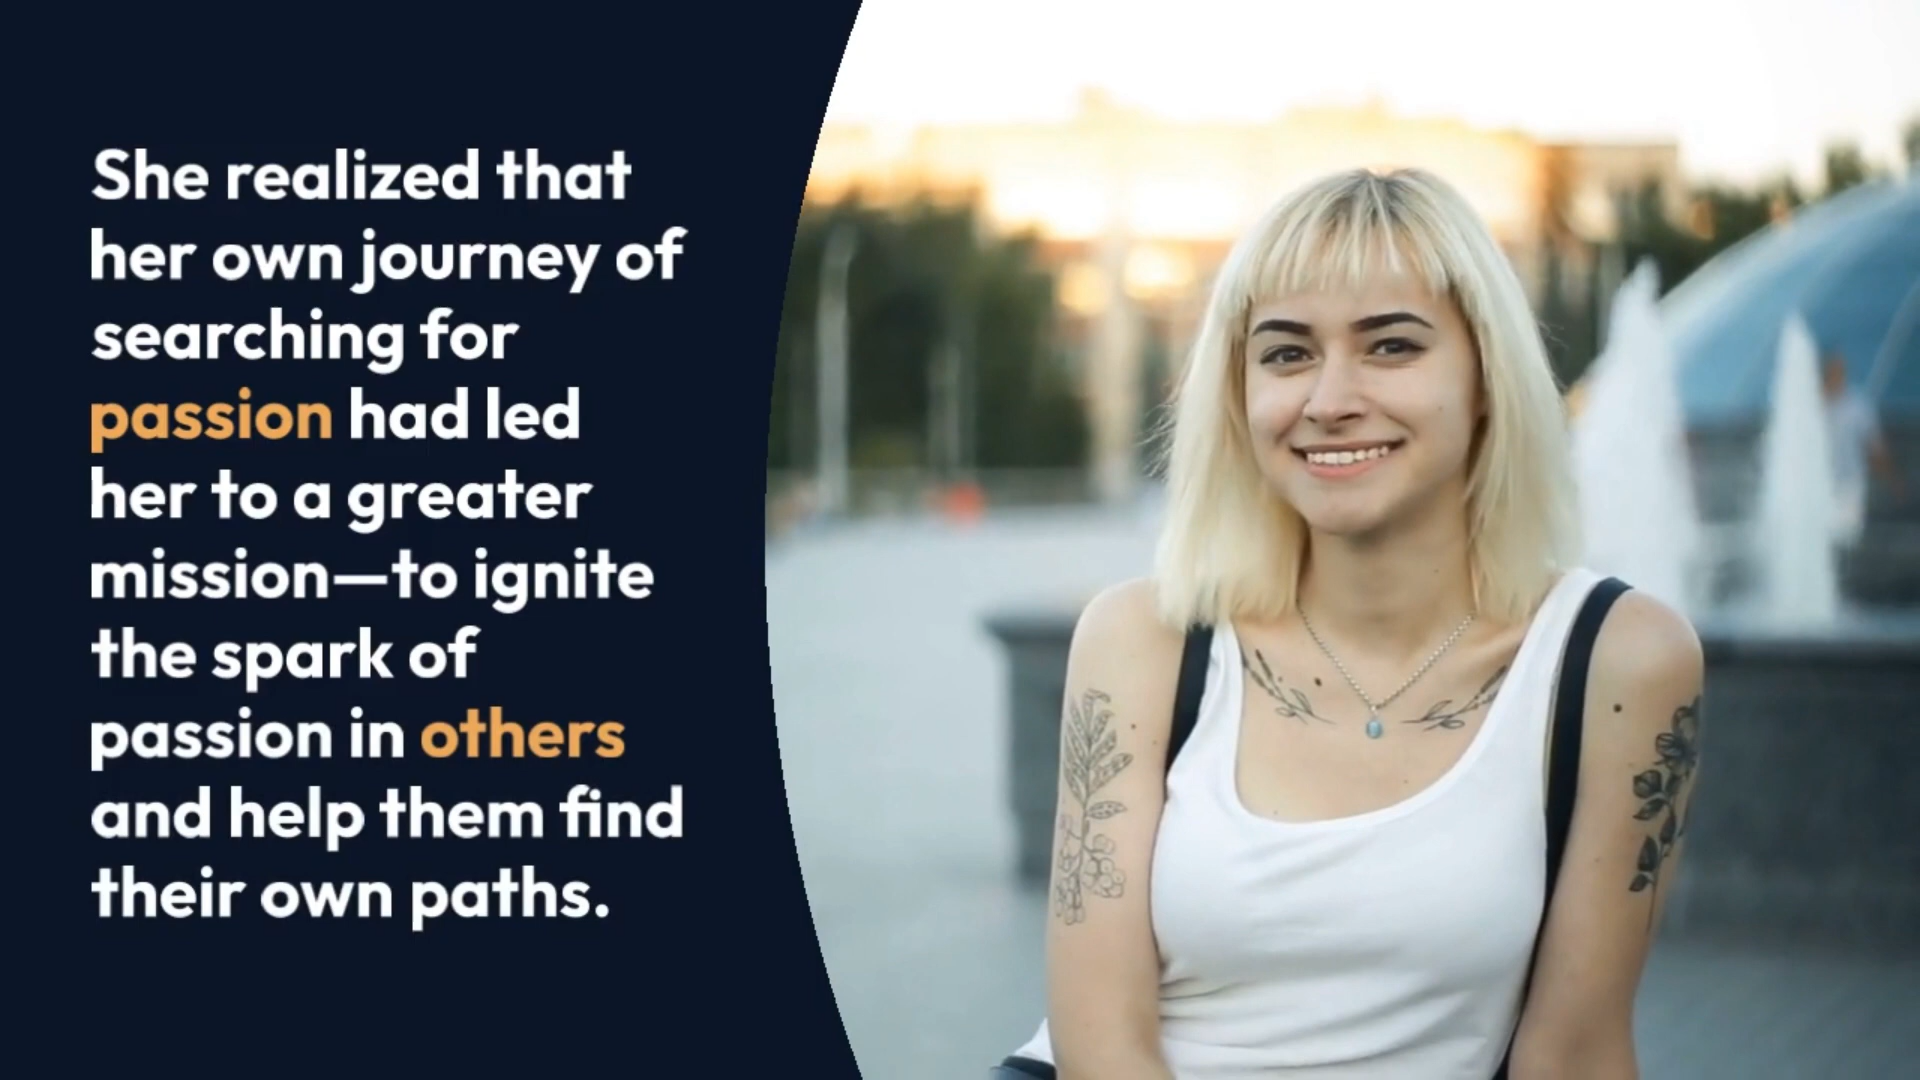 She realized that
her own journey of
searching for
passion had led
her to a greater
mission—to ignite
the spark of
passion in others
and help them find
their own paths.